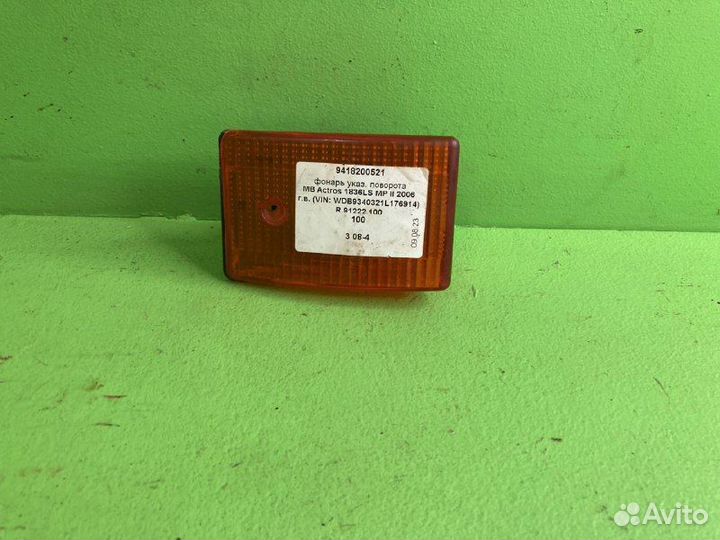 9418200521
фонарь указ. поворота
MB Actros 1836LS MP II 2006
г.в. (VIN: WDB9340321L176914)
R 91222 100
100
3 08-4
09.06.23
Avito